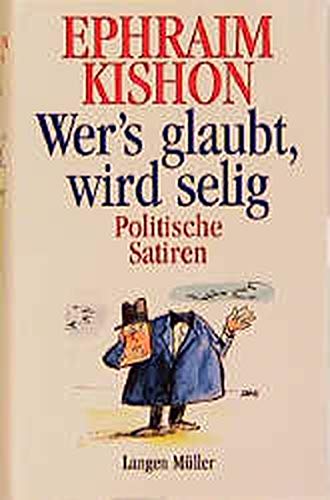 EPHRAIM
KISHON
Wer's glaubt,
wird selig
Politische
Satiren
Langen Müller